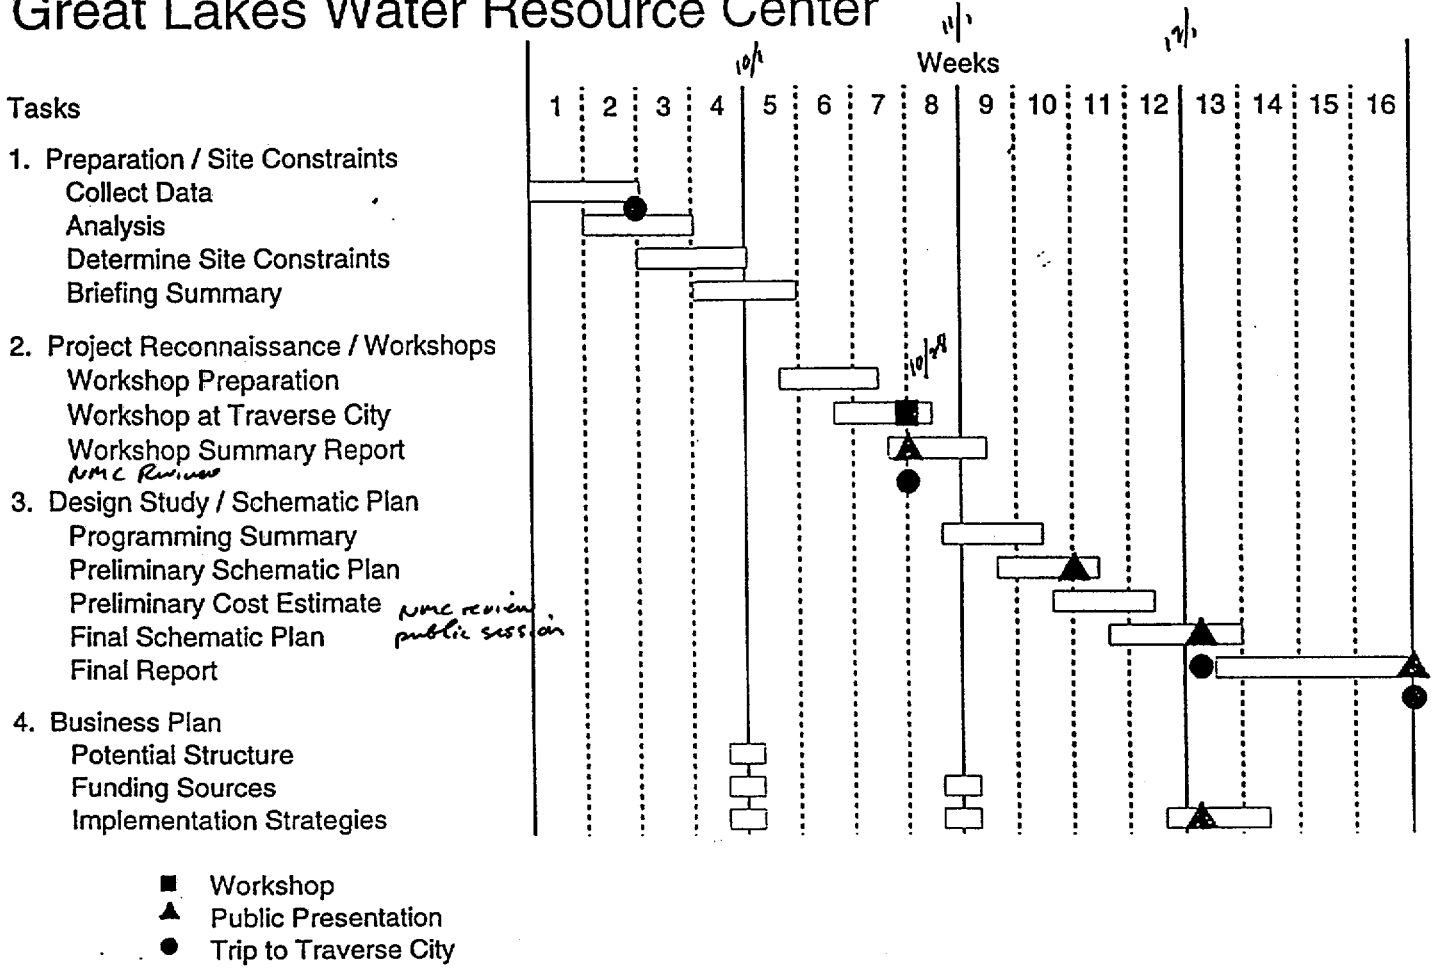 Great Lakes Water Resource Center
10/1
11/1
12/1
Weeks
Tasks
1 2 3 4 5 6 7 8 9 10 11 12 13 14 15 16
1. Preparation / Site Constraints
Collect Data
Analysis
Determine Site Constraints
Briefing Summary
2. Project Reconnaissance / Workshops
10/28
Workshop Preparation
Workshop at Traverse City
Workshop Summary Report
NMC Review
3. Design Study / Schematic Plan
Programming Summary
Preliminary Schematic Plan
Preliminary Cost Estimate NMC review
Final Schematic Plan public session
Final Report
4. Business Plan
Potential Structure
Funding Sources
Implementation Strategies
Workshop
Public Presentation
Trip to Traverse City